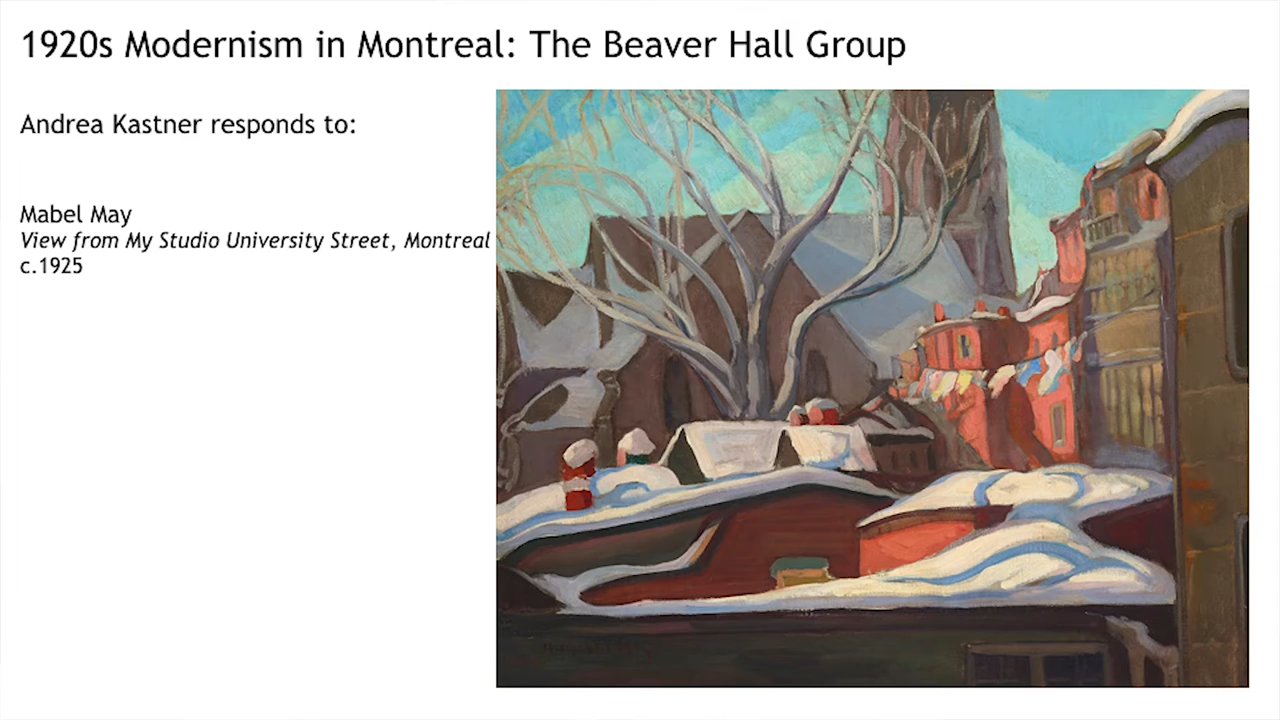 1920s Modernism in Montreal: The Beaver Hall Group
Andrea Kastner responds to:
Mabel May
View from My Studio University Street, Montreal
c.1925